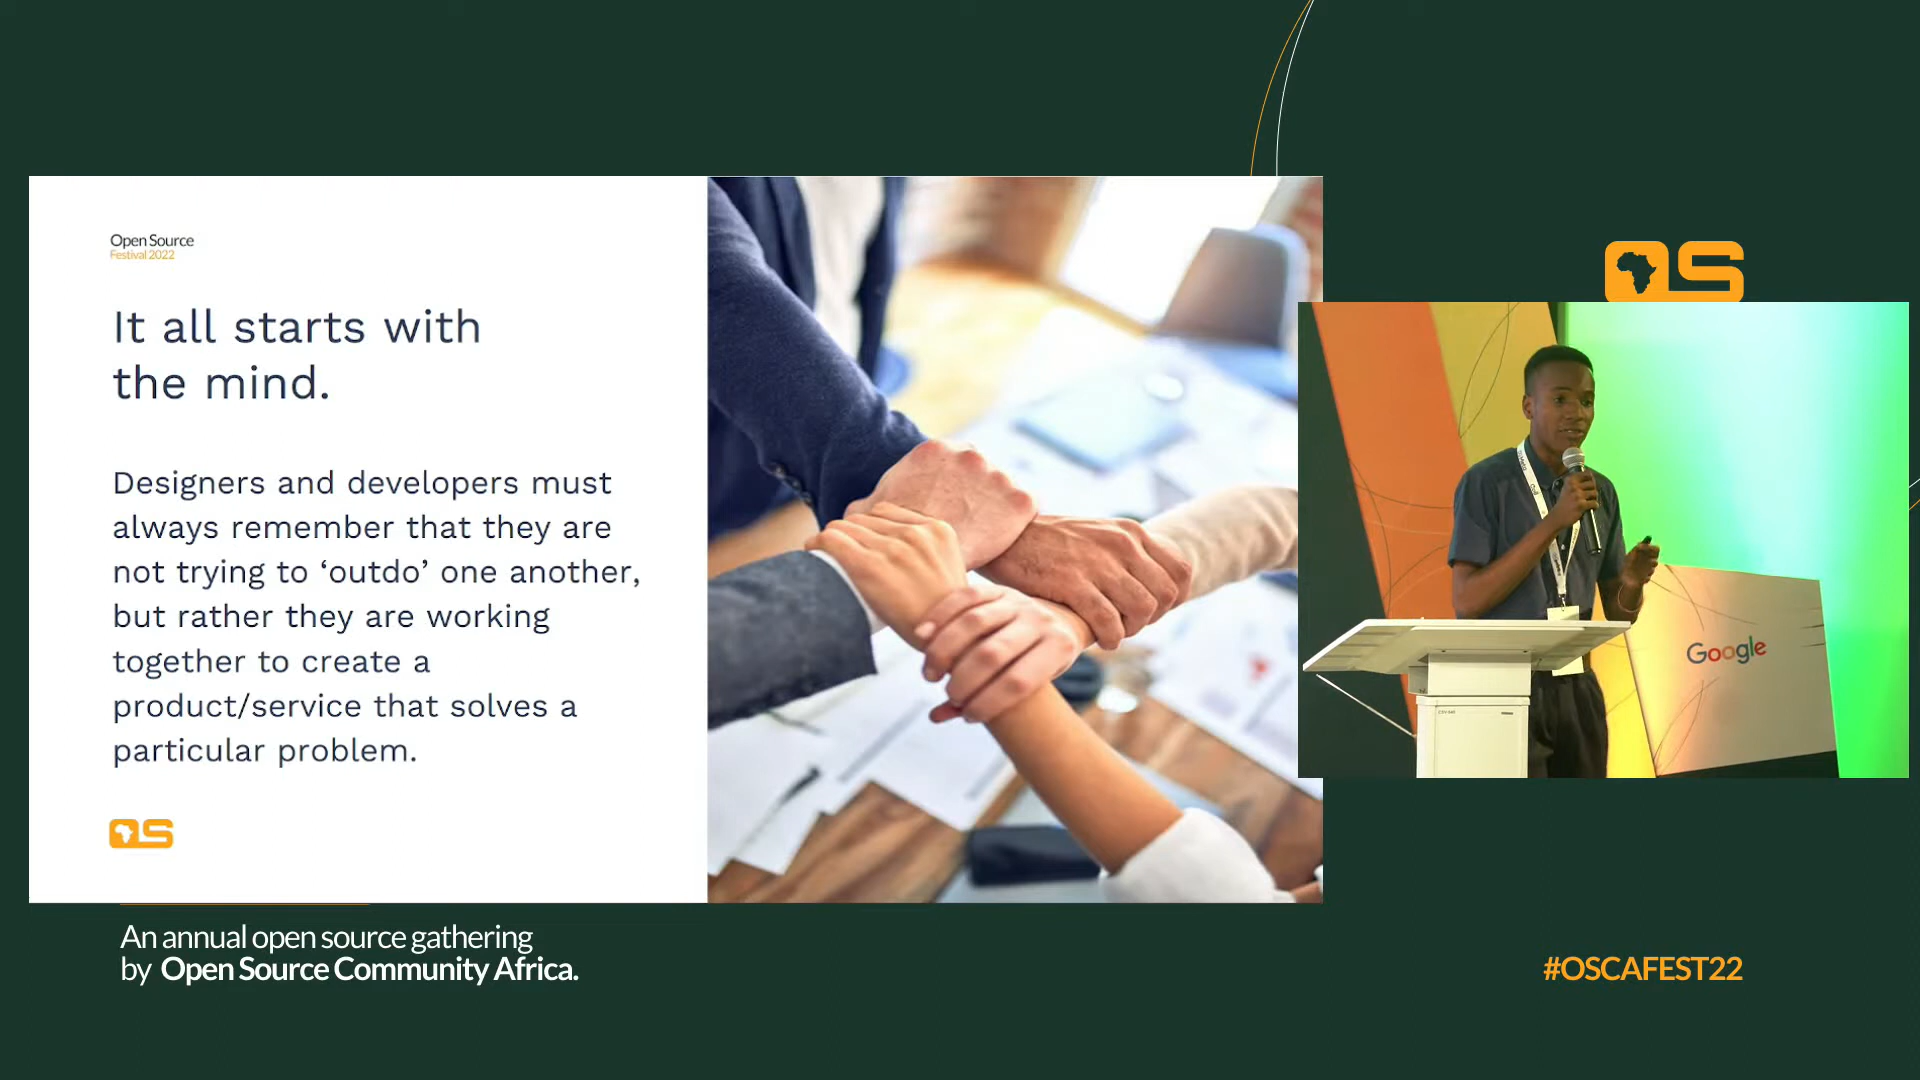 Open Source
Festival 2022
It all starts with
the mind.
Designers and developers must
always remember that they are
not trying to ‘outdo’ one another,
but rather they are working
together to create a
product/service that solves a
particular problem.
OS
OS
Google
An annual open source gathering
by Open Source Community Africa.
#OSCAFEST22